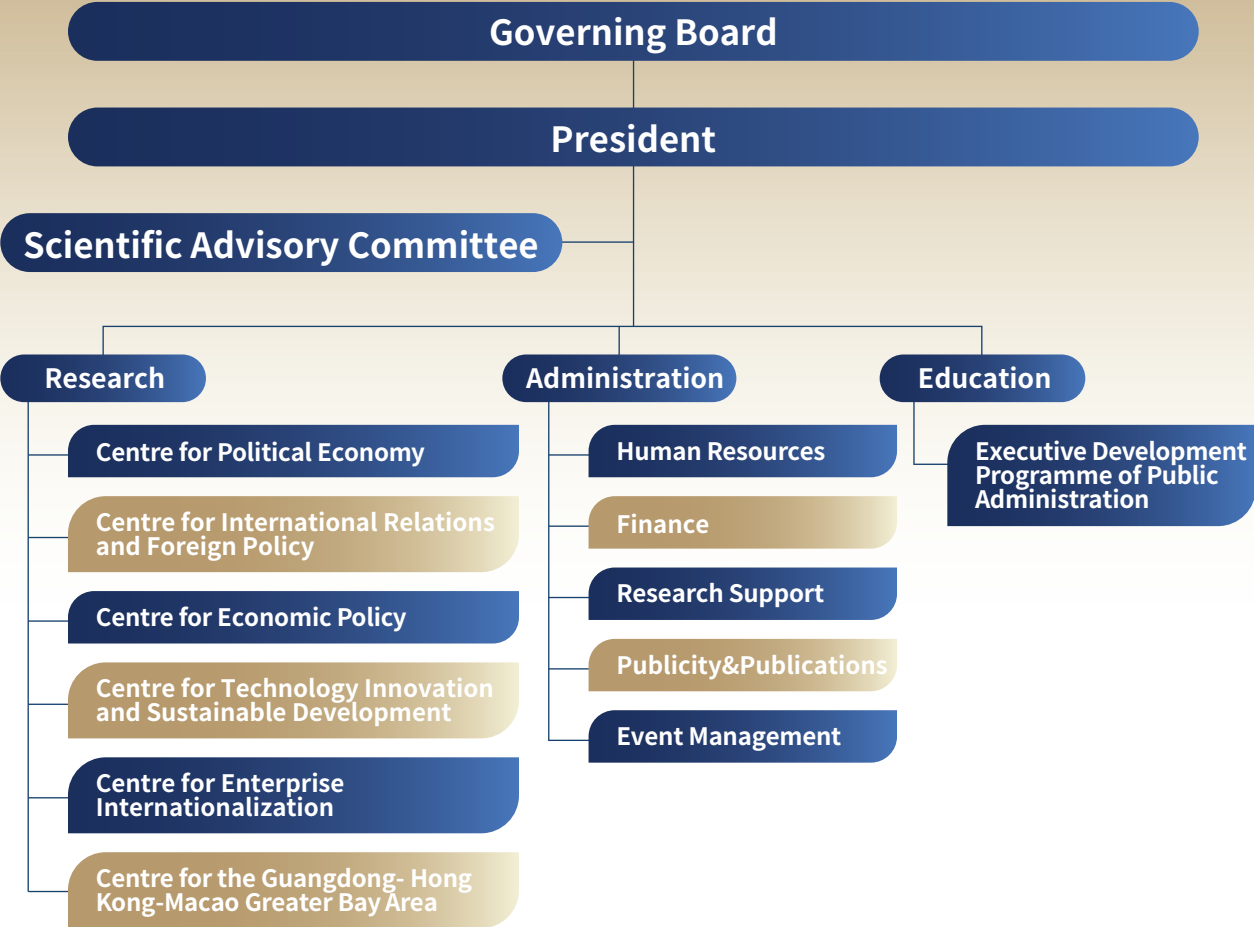 Governing Board
President
Scientific Advisory Committee
Research
Centre for Political Economy
Centre for International Relations
and Foreign Policy
Centre for Economic Policy
Centre for Technology Innovation
and Sustainable Development
Centre for Enterprise
Internationalization
Centre for the Guangdong- Hong
Kong-Macao Greater Bay Area
Administration
Human Resources
Finance
Research Support
Publicity&Publications
Event Management
Education
Executive Development
Programme of Public
Administration